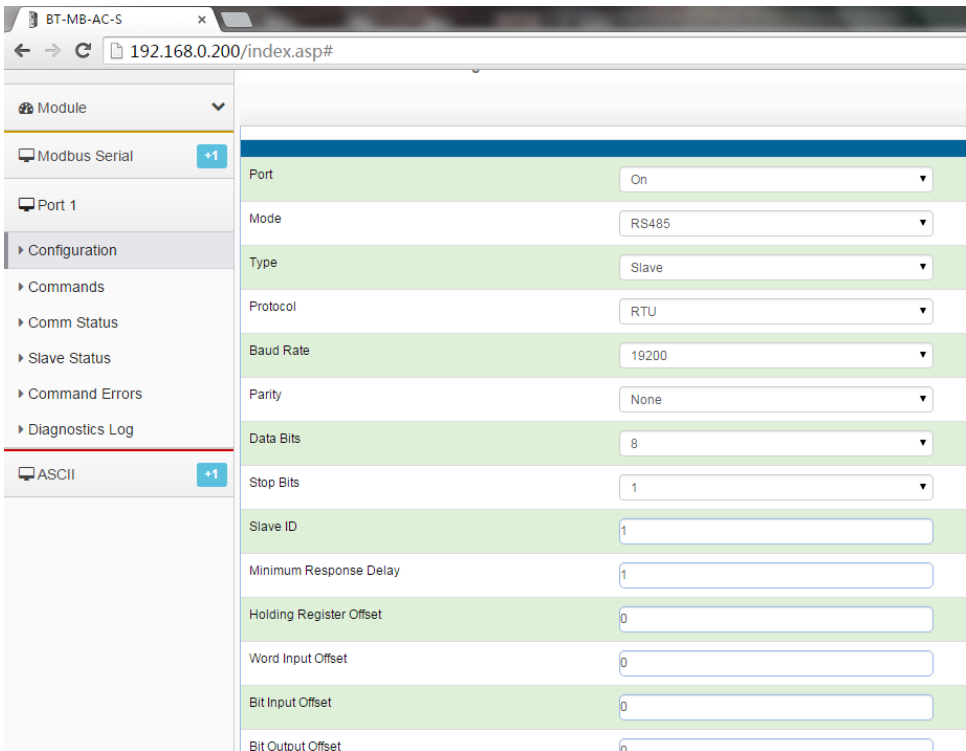 BT-MB-AC-S
192.168.0.200/index.asp#
Module
Modbus Serial +1
Port 1
Configuration
Commands
Comm Status
Slave Status
Command Errors
Diagnostics Log
ASCII +1
Port On
Mode RS485
Type Slave
Protocol RTU
Baud Rate 19200
Parity None
Data Bits 8
Stop Bits 1
Slave ID 1
Minimum Response Delay 1
Holding Register Offset 0
Word Input Offset 0
Bit Input Offset 0
Bit Output Offset 0